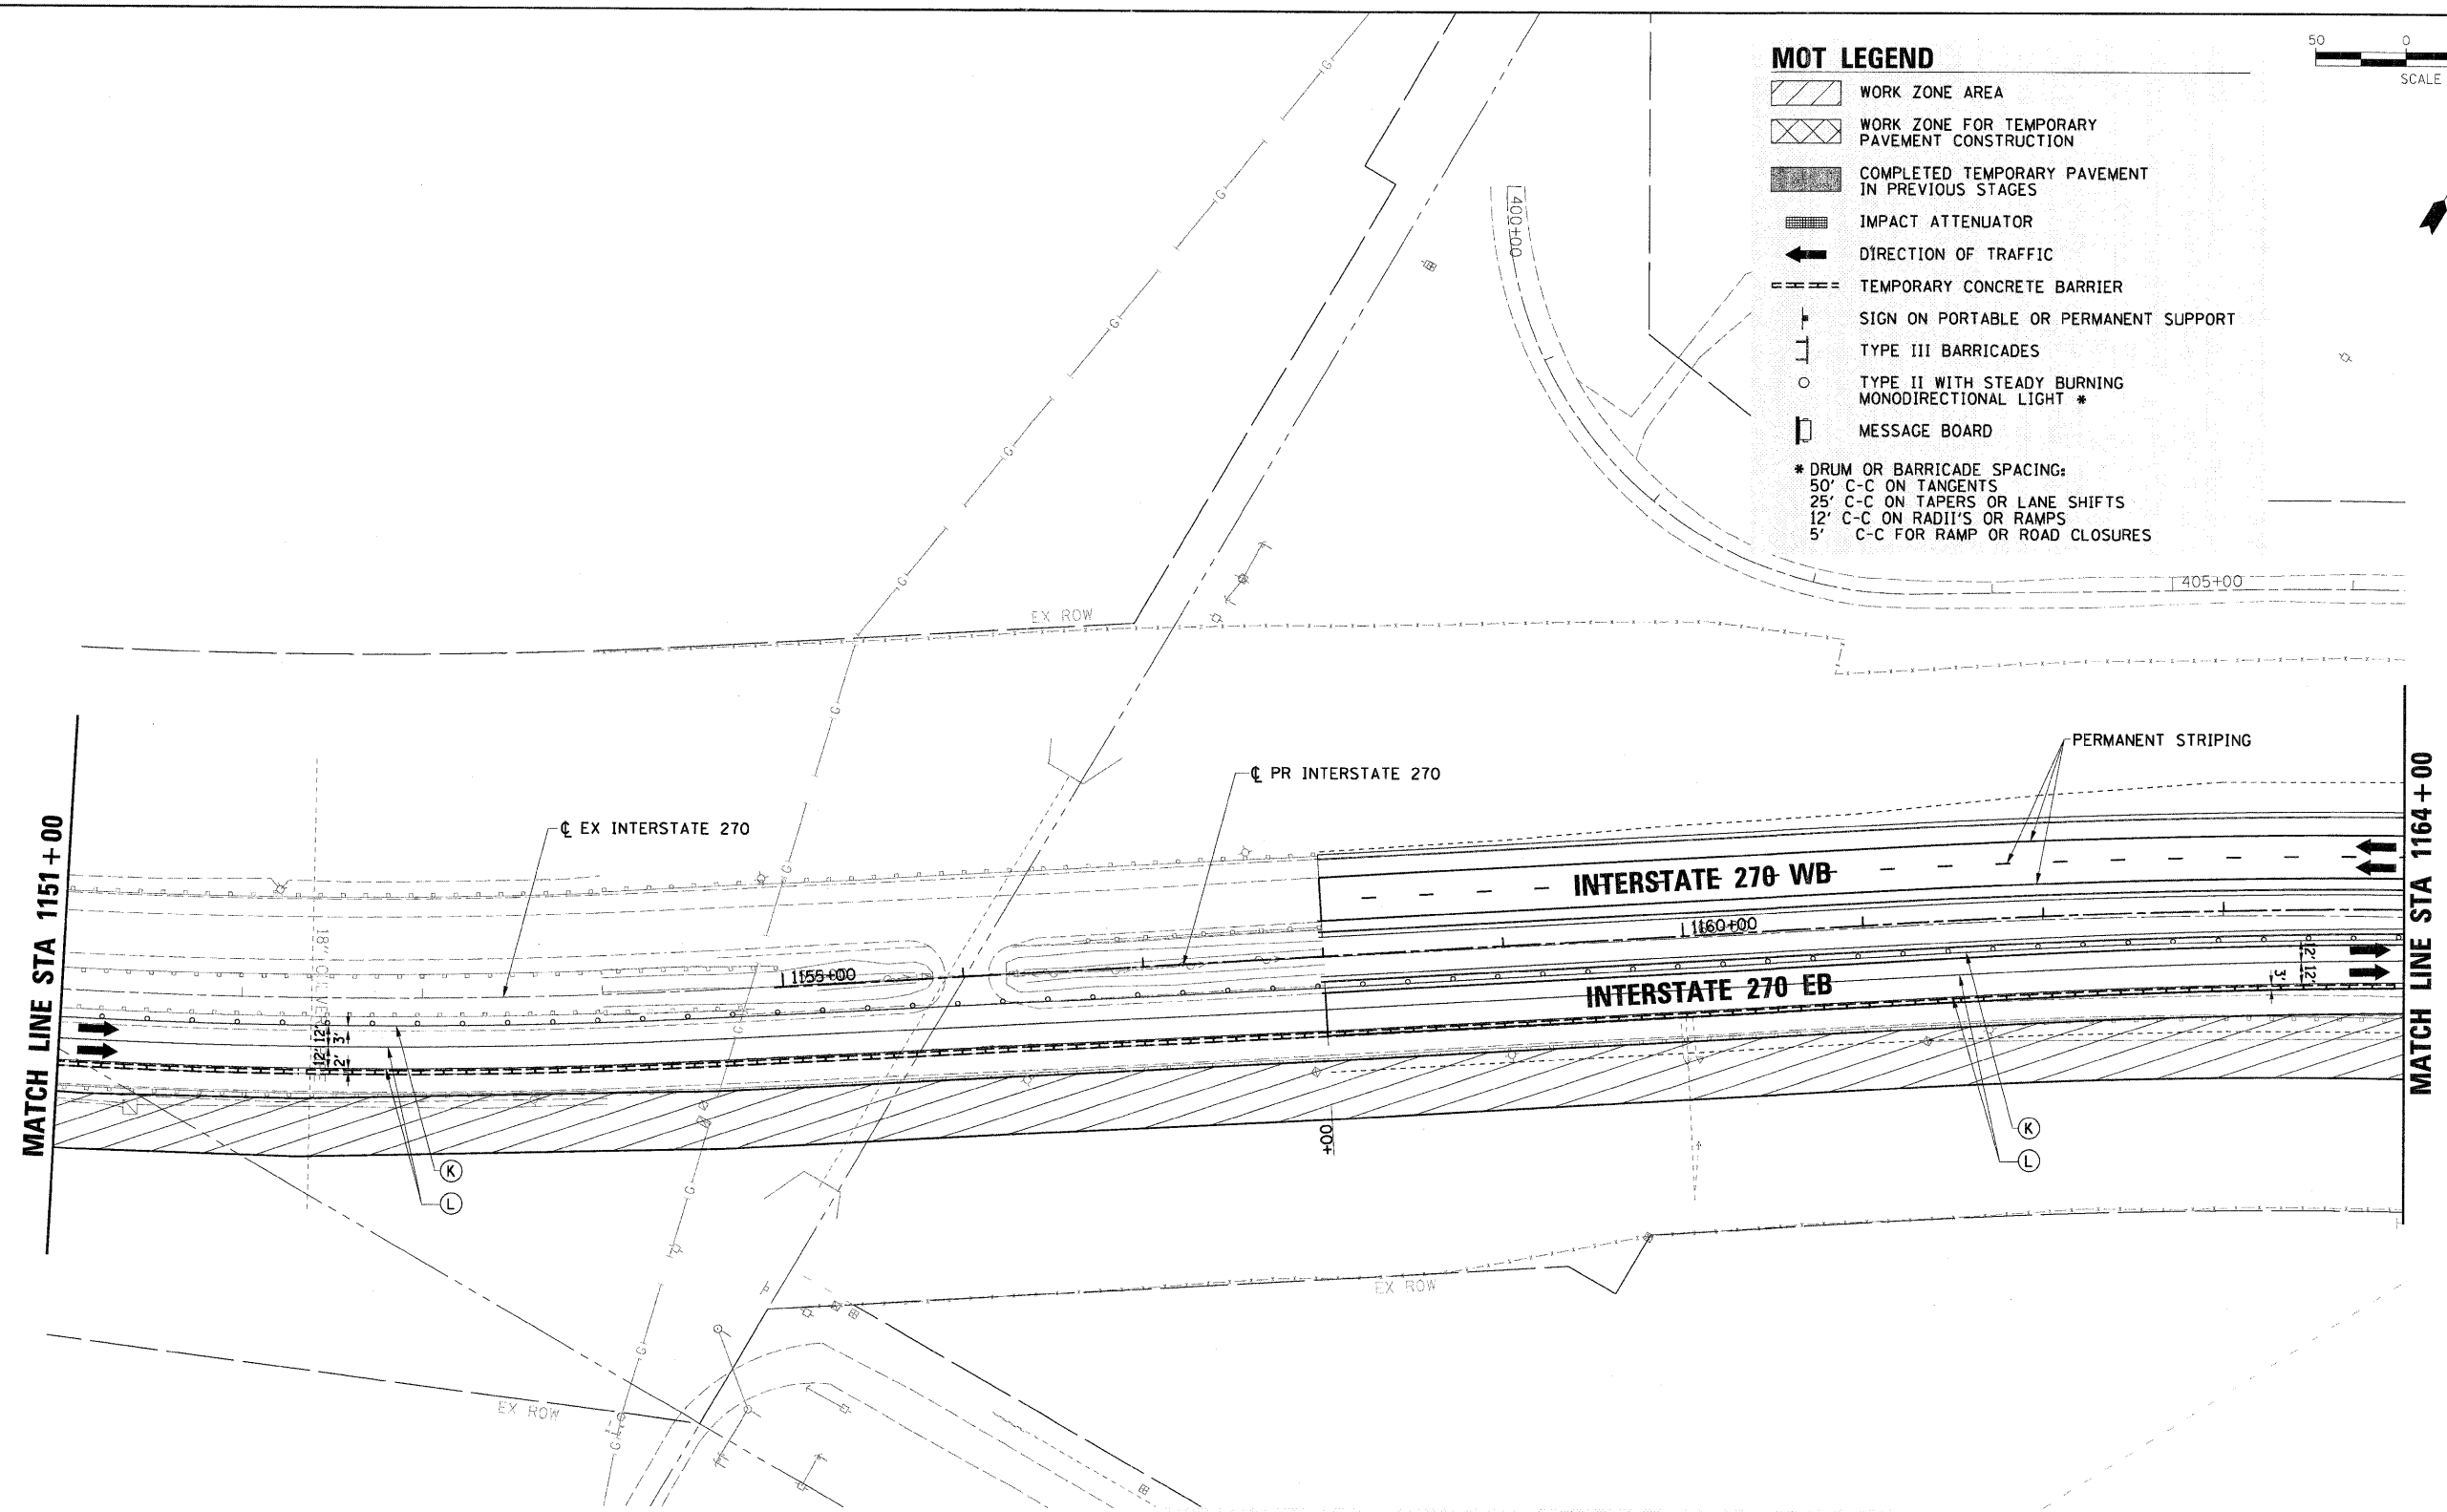 MOT LEGEND
WORK ZONE AREA
WORK ZONE FOR TEMPORARY
PAVEMENT CONSTRUCTION
COMPLETED TEMPORARY PAVEMENT
IN PREVIOUS STAGES
IMPACT ATTENUATOR
DIRECTION OF TRAFFIC
TEMPORARY CONCRETE BARRIER
SIGN ON PORTABLE OR PERMANENT SUPPORT
TYPE III BARRICADES
TYPE II WITH STEADY BURNING
MONODIRECTIONAL LIGHT *
MESSAGE BOARD
* DRUM OR BARRICADE SPACING:
50' C-C ON TANGENTS
25' C-C ON TAPERS OR LANE SHIFTS
12' C-C ON RADII'S OR RAMPS
5' C-C FOR RAMP OR ROAD CLOSURES
50 0
SCALE
400+00
405+00
G
G
G
G
G
G
G
G
G
G
G
G
G
EX ROW
PERMANENT STRIPING
℄ PR INTERSTATE 270
℄ EX INTERSTATE 270
MATCH LINE STA 1151+00
MATCH LINE STA 1164+00
INTERSTATE 270 WB
1160+00
1155+00
INTERSTATE 270 EB
12' 12'
3'
12' 12'
2' 3'
18"
+00
K
L
K
L
EX ROW
EX ROW